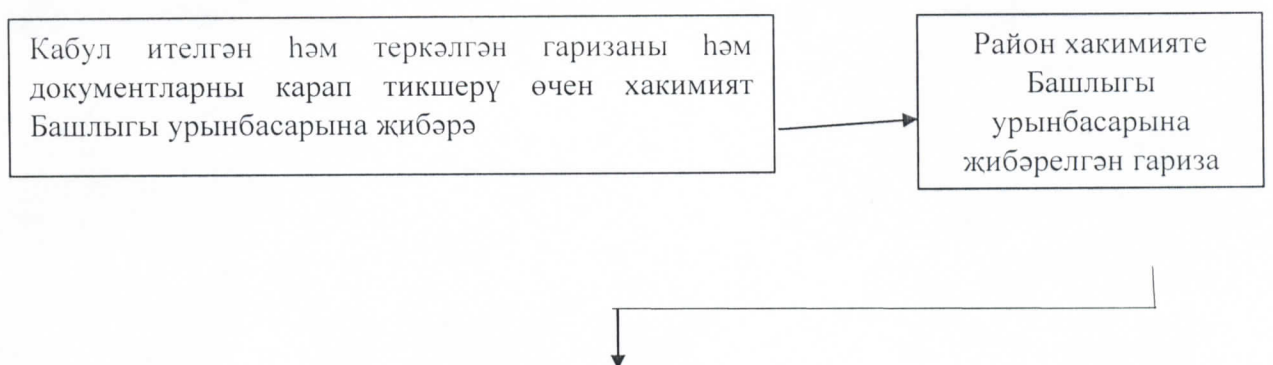 Кабул ителгән һәм теркәлгән гаризаны һәм
документларны карап тикшерү өчен хакимият
Башлыгы урынбасарына җибәрә
Район хакимияте
Башлыгы
урынбасарына
җибәрелгән гариза